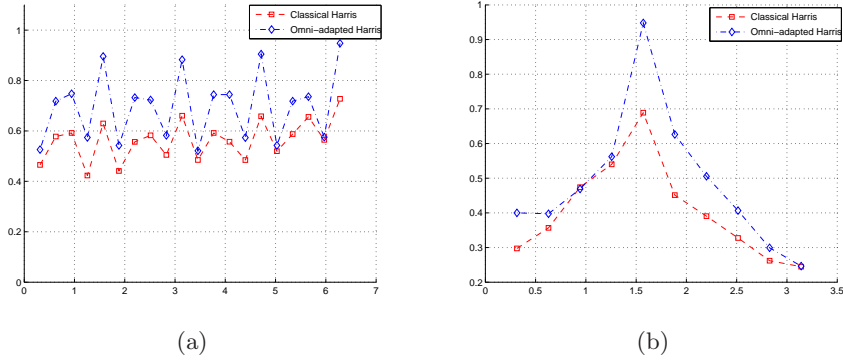 Classical Harris
Omni-adapted Harris
1
0.8
0.6
0.4
0.2
0
0 1 2 3 4 5 6 7
(a)
Classical Harris
Omni-adapted Harris
1
0.9
0.8
0.7
0.6
0.5
0.4
0.3
0.2
0 0.5 1 1.5 2 2.5 3 3.5
(b)